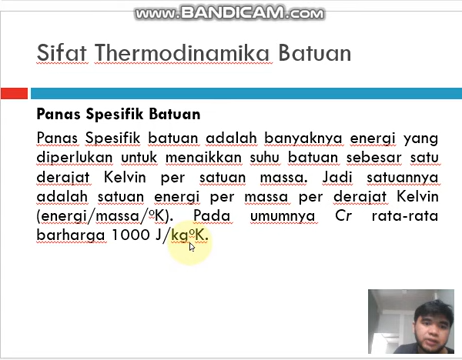 www.BANDICAM.com
Sifat Thermodinamika Batuan
Panas Spesifik Batuan
Panas Spesifik batuan adalah banyaknya energi yang
diperlukan untuk menaikkan suhu batuan sebesar satu
derajat Kelvin per satuan massa. Jadi satuannya
adalah satuan energi per massa per derajat Kelvin
(energi/massa/ºK). Pada umumnya Cr rata-rata
barharga 1000 J/kgºK.